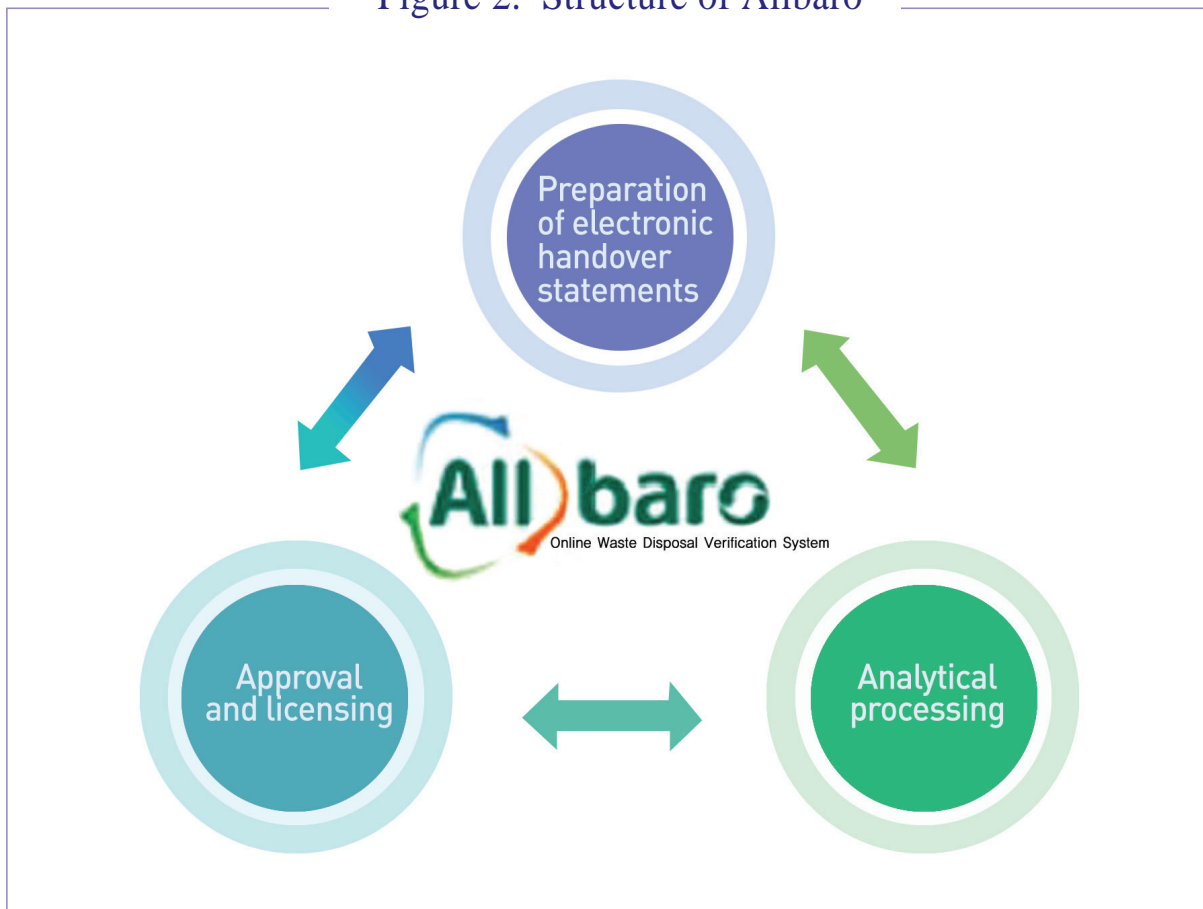 Figure 2. Structure of Allbaro
Preparation
of electronic
handover
statements
Allbaro
Online Waste Disposal Verification System
Approval
and licensing
Analytical
processing